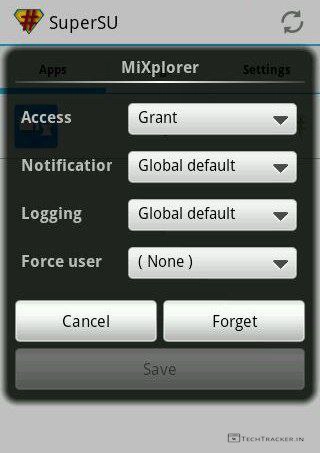 SuperSU
Apps
Settings
MiXplorer
Access
Grant
Notification
Global default
Logging
Global default
Force user
( None )
Cancel
Forget
Save
TECHTRACKER.IN